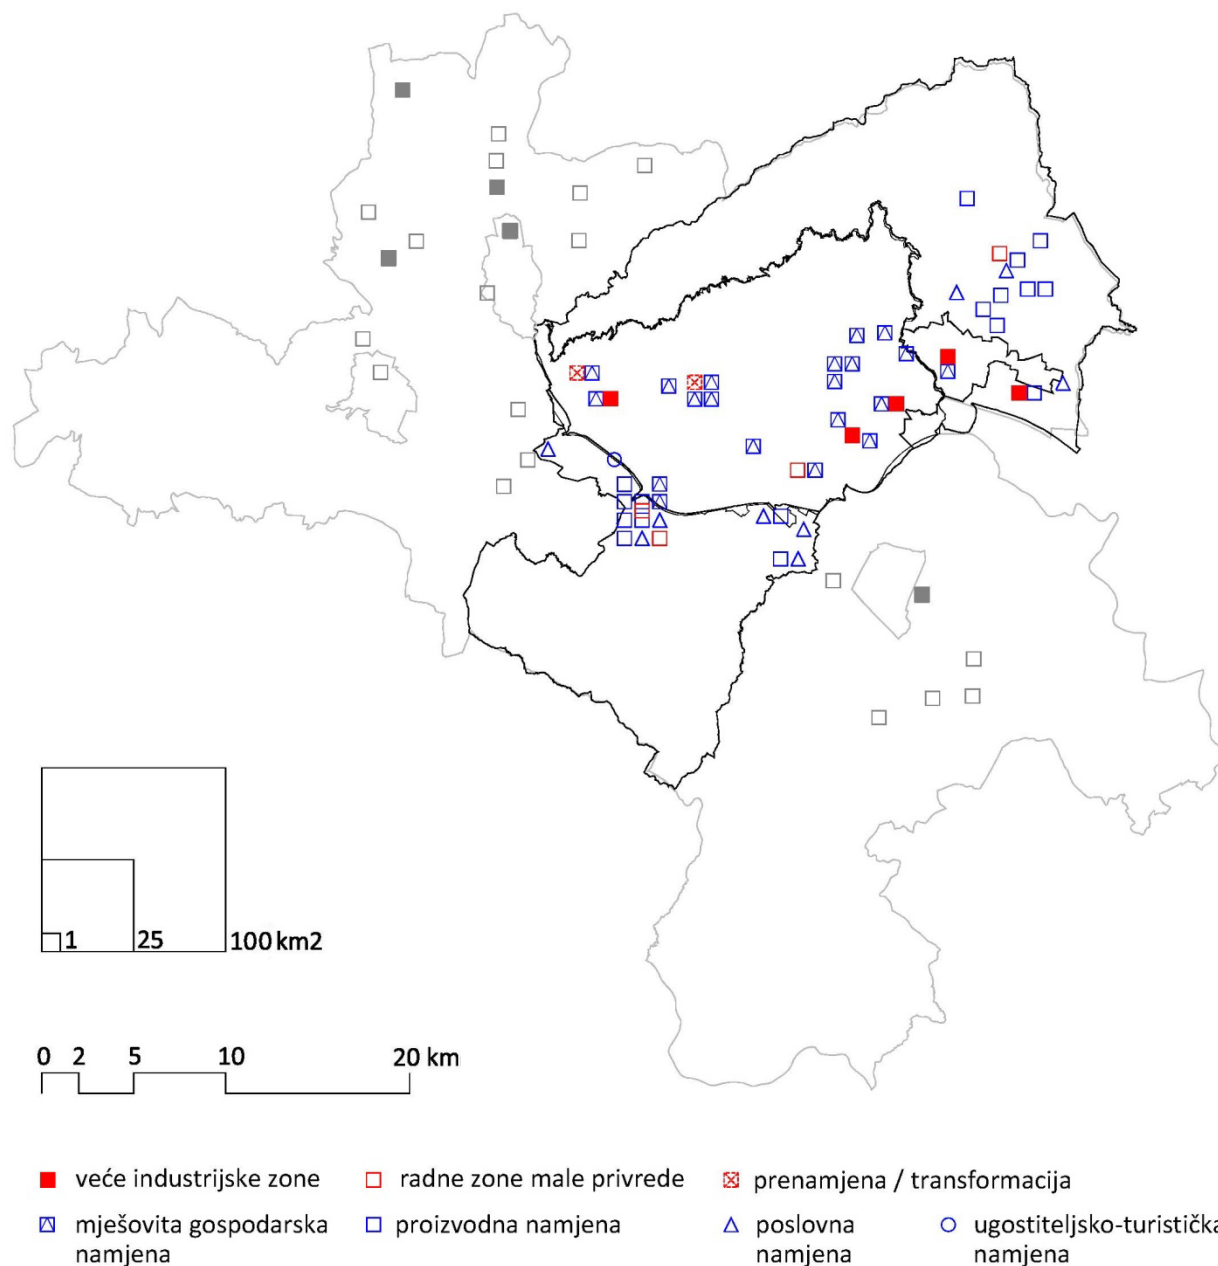 1
25
100 km2
0 2 5 10 20 km
veće industrijske zone
radne zone male privrede
prenamjena / transformacija
mješovita gospodarska
namjena
proizvodna namjena
poslovna
namjena
ugostiteljsko-turistička
namjena